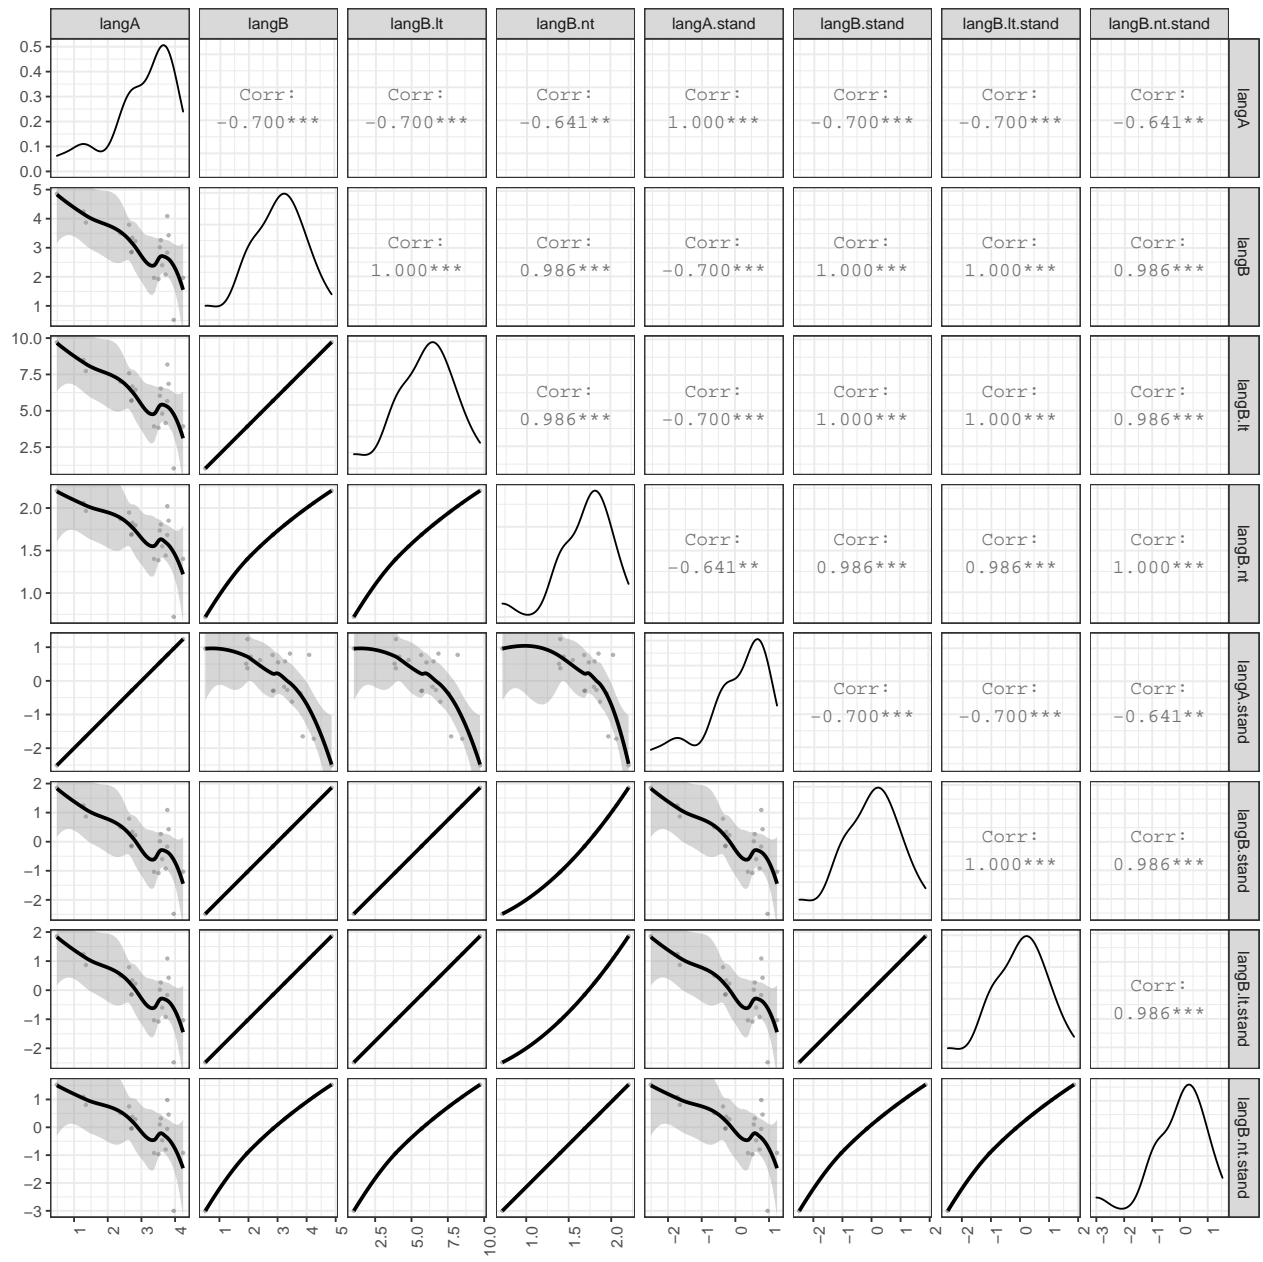 langA langB langB.lt langB.nt langA.stand langB.stand langB.lt.stand langB.nt.stand
0.5
0.4
0.3
0.2
0.1
0.0
Corr: Corr: Corr: Corr: Corr: Corr: Corr:
-0.700*** -0.700*** -0.641** 1.000*** -0.700*** -0.700*** -0.641**
langA
5
4
3
2
1
Corr: Corr: Corr: Corr: Corr: Corr:
1.000*** 0.986*** -0.700*** 1.000*** 1.000*** 0.986***
langB
10.0
7.5
5.0
2.5
Corr: Corr: Corr: Corr: Corr:
0.986*** -0.700*** 1.000*** 1.000*** 0.986***
langB.lt
2.0
1.5
1.0
Corr: Corr: Corr: Corr:
-0.641** 0.986*** 0.986*** 1.000***
langB.nt
1
0
−1
−2
Corr: Corr: Corr:
-0.700*** -0.700*** -0.641**
langA.stand
2
1
0
−1
−2
Corr: Corr:
1.000*** 0.986***
langB.stand
2
1
0
−1
−2
Corr:
0.986***
langB.lt.stand
1
0
−1
−2
−3
langB.nt.stand
1 2 3 4 1 2 3 4 5 2.5 5.0 7.5 10.0 1.0 1.5 2.0 −2 −1 0 1 −2 −1 0 1 2 −2 −1 0 1 2 −3 −2 −1 0 1